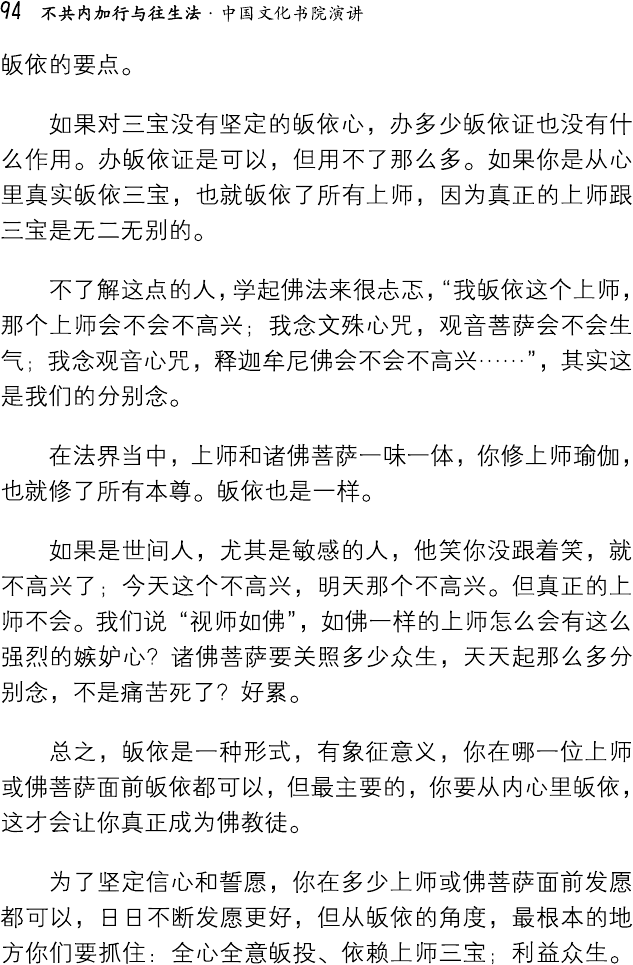 94 不共内加行与往生法·中国文化书院演讲
皈依的要点。
如果对三宝没有坚定的皈依心，办多少皈依证也没有什
么作用。办皈依证是可以，但用不了那么多。如果你是从心
里真实皈依三宝，也就皈依了所有上师，因为真正的上师跟
三宝是无二无别的。
不了解这点的人，学起佛法来很忐忑，“我皈依这个上师，
那个上师会不会不高兴；我念文殊心咒，观音菩萨会不会生
气；我念观音心咒，释迦牟尼佛会不会不高兴……”，其实这
是我们的分别念。
在法界当中，上师和诸佛菩萨一味一体，你修上师瑜伽，
也就修了所有本尊。皈依也是一样。
如果是世间人，尤其是敏感的人，他笑你没跟着笑，就
不高兴了；今天这个不高兴，明天那个不高兴。但真正的上
师不会。我们说“视师如佛”，如佛一样的上师怎么会有这么
强烈的嫉妒心？诸佛菩萨要关照多少众生，天天起那么多分
别念，不是痛苦死了？好累。
总之，皈依是一种形式，有象征意义，你在哪一位上师
或佛菩萨面前皈依都可以，但最主要的，你要从内心里皈依，
这才会让你真正成为佛教徒。
为了坚定信心和誓愿，你在多少上师或佛菩萨面前发愿
都可以，日日不断发愿更好，但从皈依的角度，最根本的地
方你们要抓住：全心全意皈投、依赖上师三宝；利益众生。